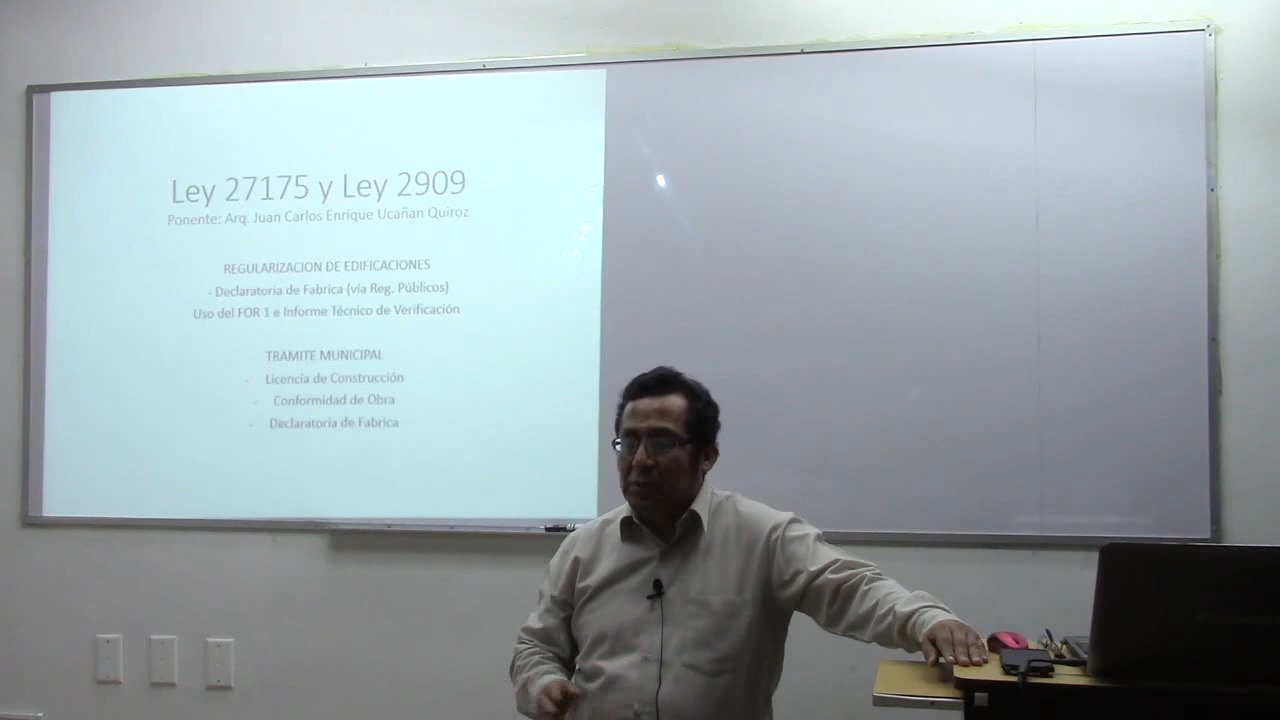 Ley 27175 y Ley 2909
Ponente: Arq. Juan Carlos Enrique Ucañan Quiroz
REGULARIZACION DE EDIFICACIONES
- Declaratoria de Fabrica (vía Reg. Públicos)
Uso del FOR 1 e Informe Técnico de Verificación
TRAMITE MUNICIPAL
- Licencia de Construcción
- Conformidad de Obra
- Declaratoria de Fabrica